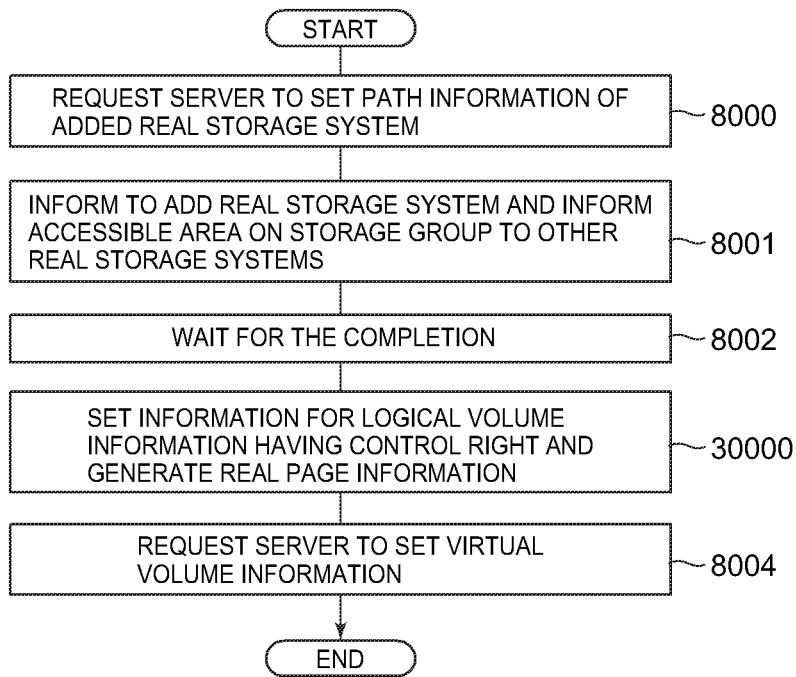 START
REQUEST SERVER TO SET PATH INFORMATION OF
ADDED REAL STORAGE SYSTEM
8000
INFORM TO ADD REAL STORAGE SYSTEM AND INFORM
ACCESSIBLE AREA ON STORAGE GROUP TO OTHER
REAL STORAGE SYSTEMS
8001
WAIT FOR THE COMPLETION
8002
SET INFORMATION FOR LOGICAL VOLUME
INFORMATION HAVING CONTROL RIGHT AND
GENERATE REAL PAGE INFORMATION
30000
REQUEST SERVER TO SET VIRTUAL
VOLUME INFORMATION
8004
END